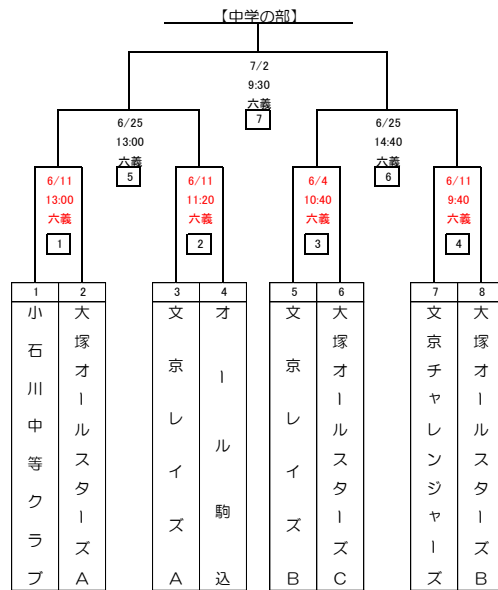 【中学の部】
7/2
9:30
六義
7
6/25
13:00
六義
5
6/25
14:40
六義
6
6/11
13:00
六義
1
6/11
11:20
六義
2
6/4
10:40
六義
3
6/11
9:40
六義
4
1
2
3
4
5
6
7
8
小石川中等クラブ
大塚オールスターズA
文京レイズA
オール駒込
文京レイズB
大塚オールスターズC
文京チャレンジャーズ
大塚オールスターズB